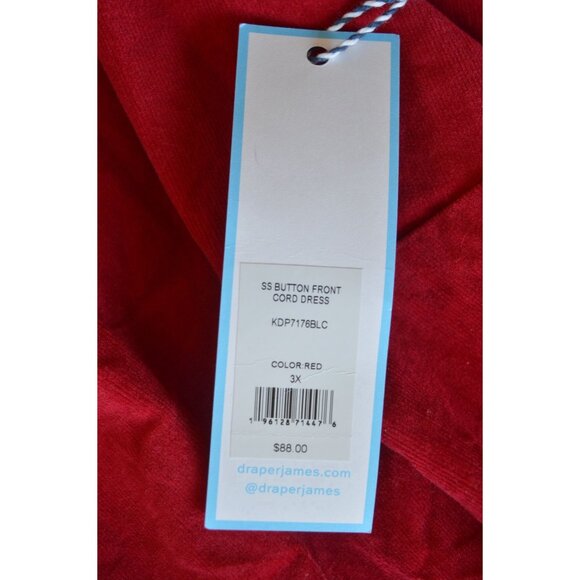 SS BUTTON FRONT
CORD DRESS
KDP7176BLC
COLOR:RED
3X
1 96128 71447 6
$88.00
draperjames.com
@draperjames